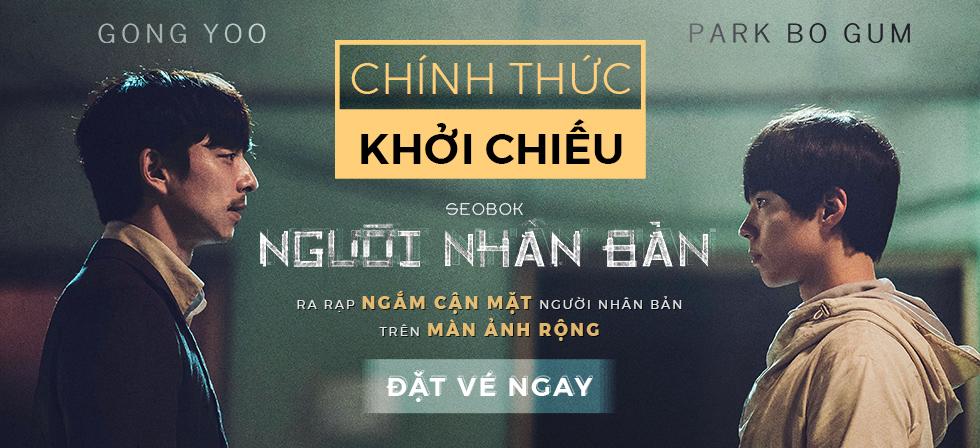 GONG YOO
PARK BO GUM
CHÍNH THỨC
KHỞI CHIẾU
SEOBOK
NGƯỜI NHÂN BẢN
RA RẠP NGẮM CẬN MẶT NGƯỜI NHÂN BẢN
TRÊN MÀN ẢNH RỘNG
ĐẶT VÉ NGAY